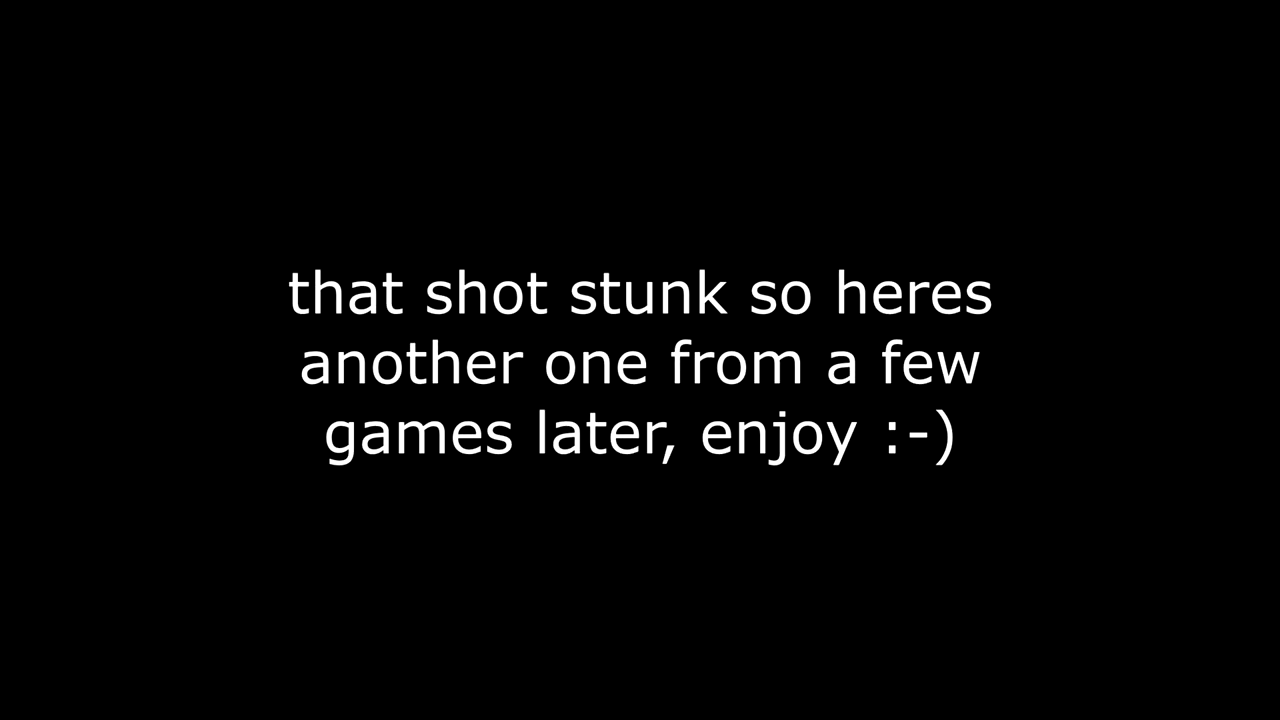 that shot stunk so heres
another one from a few
games later, enjoy :-)